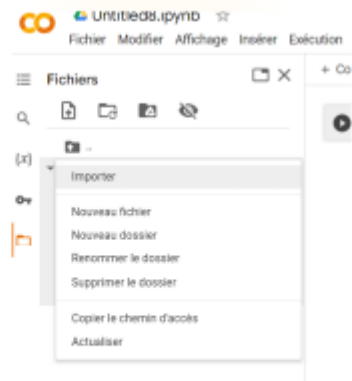 Untitled8.ipynb
Fichier Modifier Affichage Insérer Exécution
Fichiers
+ Co
..
{x}
Importer
Nouveau fichier
Nouveau dossier
Renommer le dossier
Supprimer le dossier
Copier le chemin d'accès
Actualiser